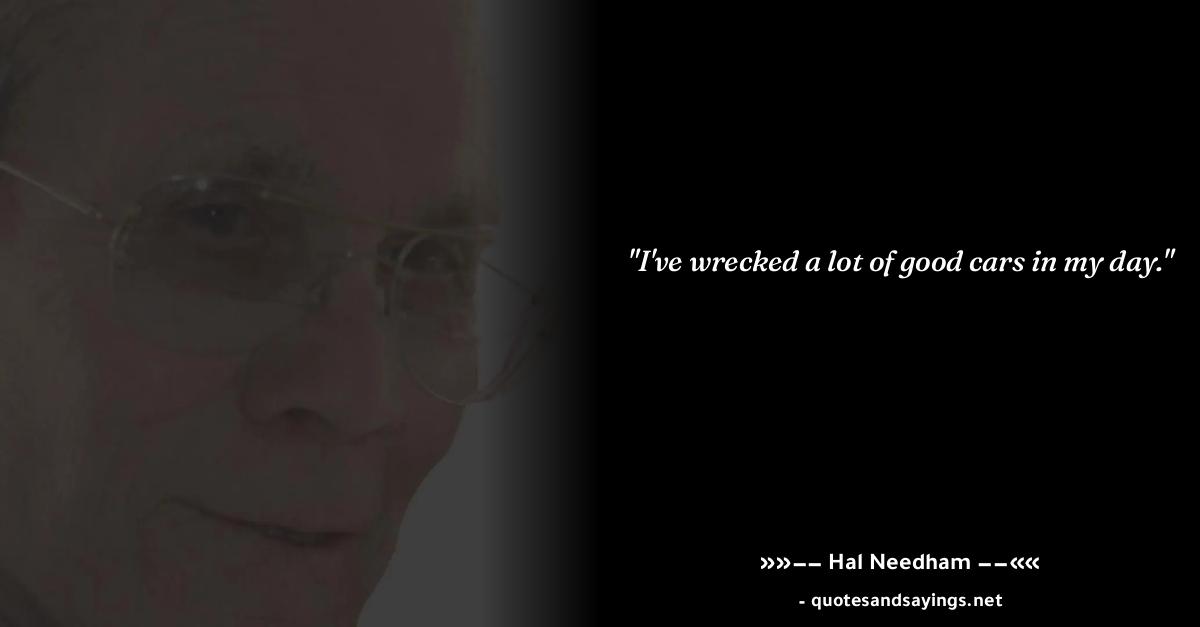 "I've wrecked a lot of good cars in my day."
»»−− Hal Needham −−««
- quotesandsayings.net